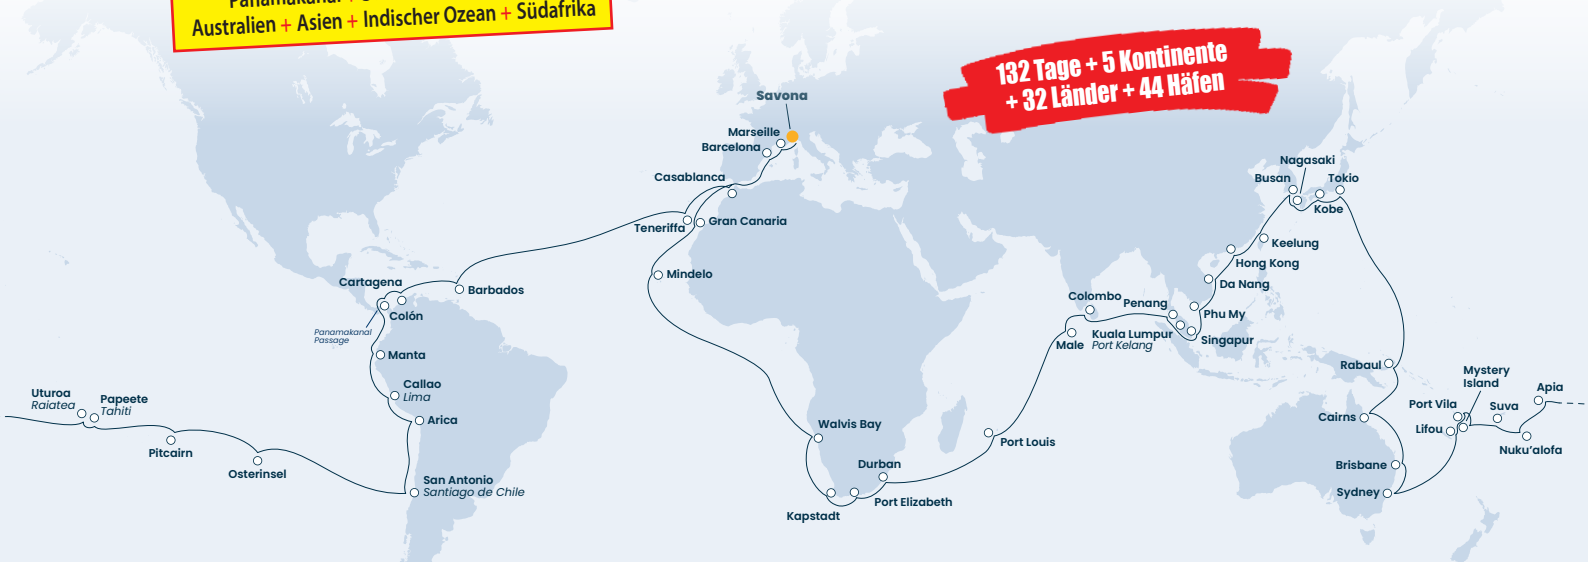 Panamakanal +
Australien + Asien + Indischer Ozean + Südafrika
132 Tage + 5 Kontinente
+ 32 Länder + 44 Häfen
Savona
Marseille
Barcelona
Casablanca
Teneriffa
Gran Canaria
Mindelo
Barbados
Cartagena
Colón
Panamakanal
Passage
Manta
Callao
Lima
Arica
San Antonio
Santiago de Chile
Osterinsel
Pitcairn
Papeete
Tahiti
Uturoa
Raiatea
Apia
Nuku'alofa
Suva
Mystery
Island
Port Vila
Lifou
Sydney
Brisbane
Cairns
Rabaul
Tokio
Kobe
Nagasaki
Busan
Keelung
Hong Kong
Da Nang
Phu My
Singapur
Kuala Lumpur
Port Kelang
Penang
Colombo
Male
Port Louis
Durban
Port Elizabeth
Kapstadt
Walvis Bay